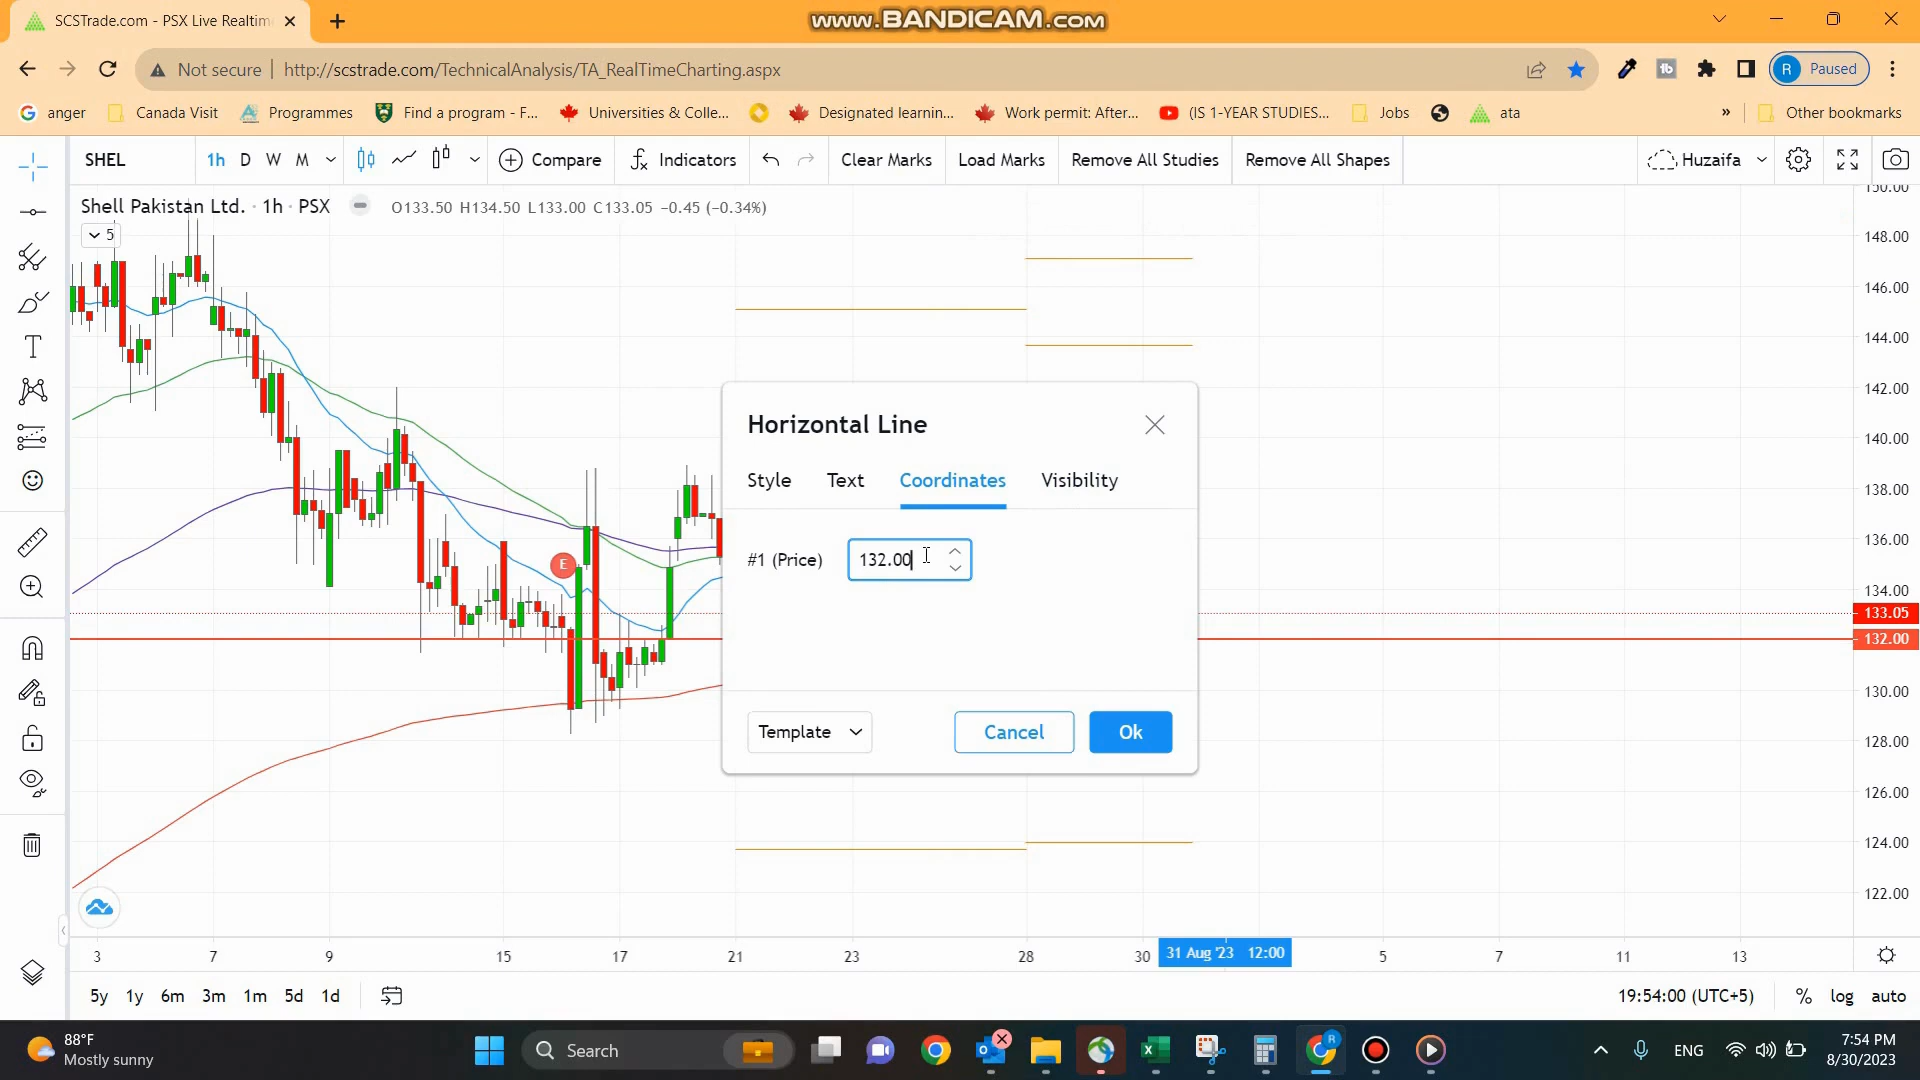 SCSTrade.com - PSX Live Realtim
www.BANDICAM.com
Not secure
http://scstrade.com/TechnicalAnalysis/TA_RealTimeCharting.aspx
R Paused
anger
Canada Visit
Programmes
Find a program - F...
Universities & Colle...
Designated learnin...
Work permit: After...
(IS 1-YEAR STUDIES...
Jobs
ata
»
Other bookmarks
SHEL
1h D W M
Compare
Indicators
Clear Marks
Load Marks
Remove All Studies
Remove All Shapes
Huzaifa
Shell Pakistan Ltd. · 1h · PSX
O133.50 H134.50 L133.00 C133.05 −0.45 (−0.34%)
5
150.00
148.00
146.00
144.00
142.00
140.00
138.00
136.00
134.00
133.05
132.00
130.00
128.00
126.00
124.00
122.00
E
Horizontal Line
Style Text Coordinates Visibility
#1 (Price) 132.00
Template
Cancel
Ok
3 7 9 15 17 21 23 28 30 31 Aug '23 12:00 5 7 11 13
5y 1y 6m 3m 1m 5d 1d
19:54:00 (UTC+5) % log auto
88°F
Mostly sunny
Search
R
ENG
7:54 PM
8/30/2023